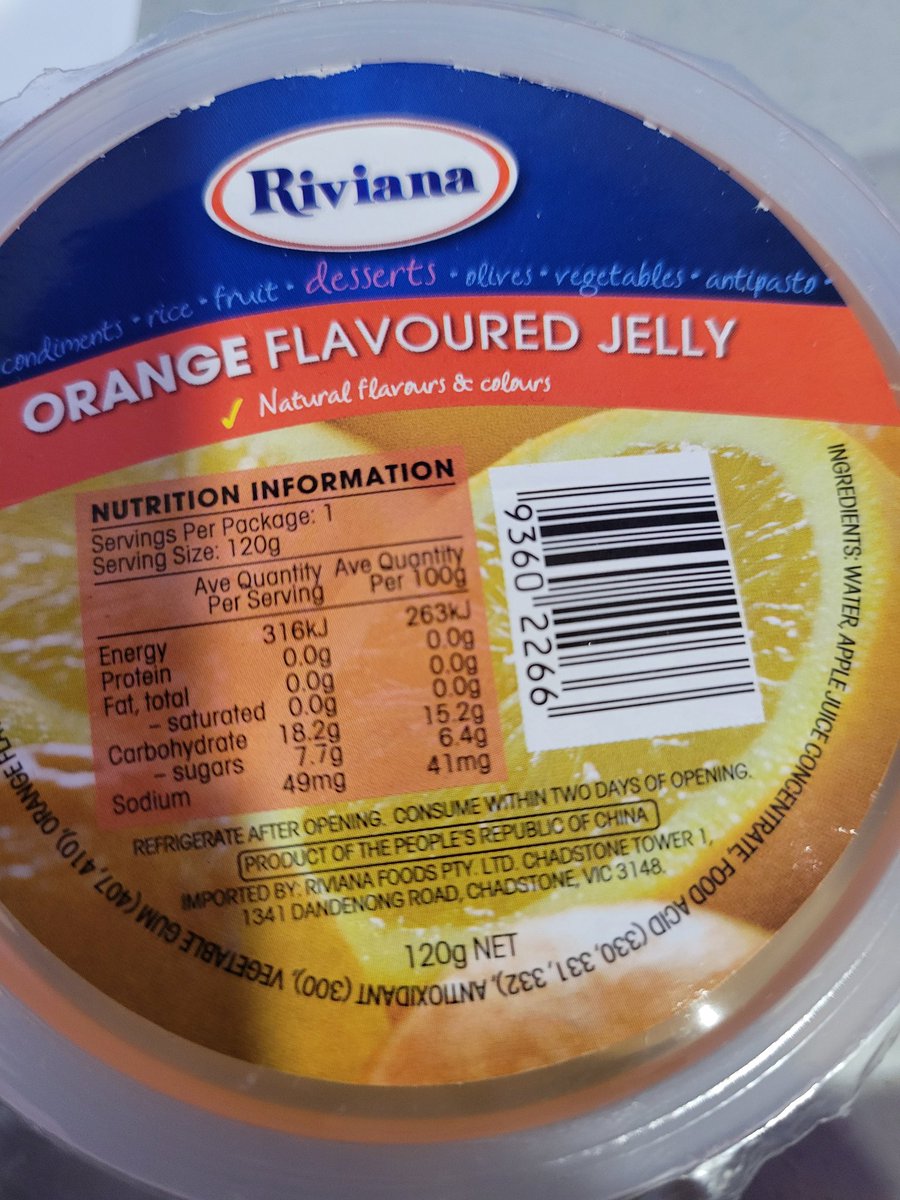 Riviana
condiments • rice • fruit • desserts • olives • vegetables • antipasto •
ORANGE FLAVOURED JELLY
✓ Natural flavours & colours
NUTRITION INFORMATION
Servings Per Package: 1
Serving Size: 120g
Ave Quantity Per Serving Ave Quantity Per 100g
Energy 316kJ 263kJ
Protein 0.0g 0.0g
Fat, total 0.0g 0.0g
– saturated 0.0g 0.0g
Carbohydrate 18.2g 15.2g
– sugars 7.7g 6.4g
Sodium 49mg 41mg
9360 2266
REFRIGERATE AFTER OPENING. CONSUME WITHIN TWO DAYS OF OPENING.
PRODUCT OF THE PEOPLE'S REPUBLIC OF CHINA
IMPORTED BY: RIVIANA FOODS PTY. LTD. CHADSTONE TOWER 1,
1341 DANDENONG ROAD, CHADSTONE, VIC 3148.
120g NET
INGREDIENTS: WATER, APPLE JUICE CONCENTRATE, FOOD ACID (330, 331, 332), ANTIOXIDANT (300), VEGETABLE GUM (407, 410), ORANGE